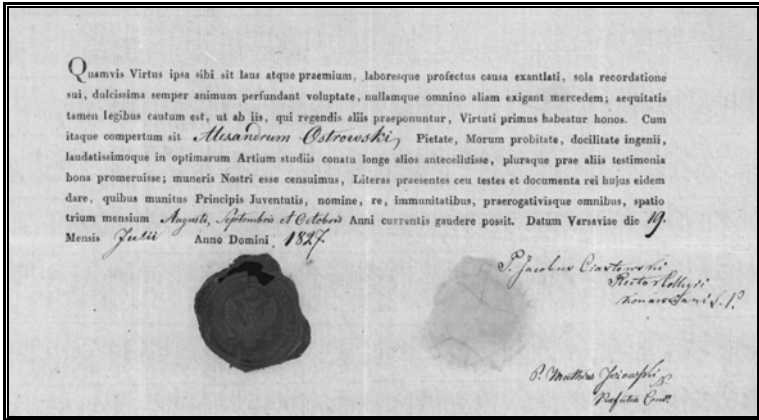 Quamvis Virtus ipsa sibi sit laus atque praemium, laboresque profectus causa exantlati, sola recordatione
sui, dulcissima semper animum perfundant voluptate, nullamque omnino aliam exigant mercedem; aequitatis
tamen legibus cautum est, ut ab iis, qui regendis aliis praeponuntur, Virtuti primus habeatur honos. Cum
itaque compertum sit Alexandrum Ostrowski, Pietate, Morum probitate, docilitate ingenii,
laudatissimoque in optimarum Artium studiis conatu longe alios antecelluisse, pluraque prae aliis testimonia
bona promeruisse; muneris Nostri esse censuimus, Literas praesentes ceu testes et documenta rei hujus eidem
dare, quibus munitus Principis Juventutis, nomine, re, immunitatibus, praerogativisque omnibus, spatio
trium mensium Augusti, Septembris et Octobris Anni currentis gaudere possit. Datum Varsaviae die 19.
Mensis Julii Anno Domini 1827.
P. Jacobus Ciastowski
Rector Collegii
S. P.
P. Mathias